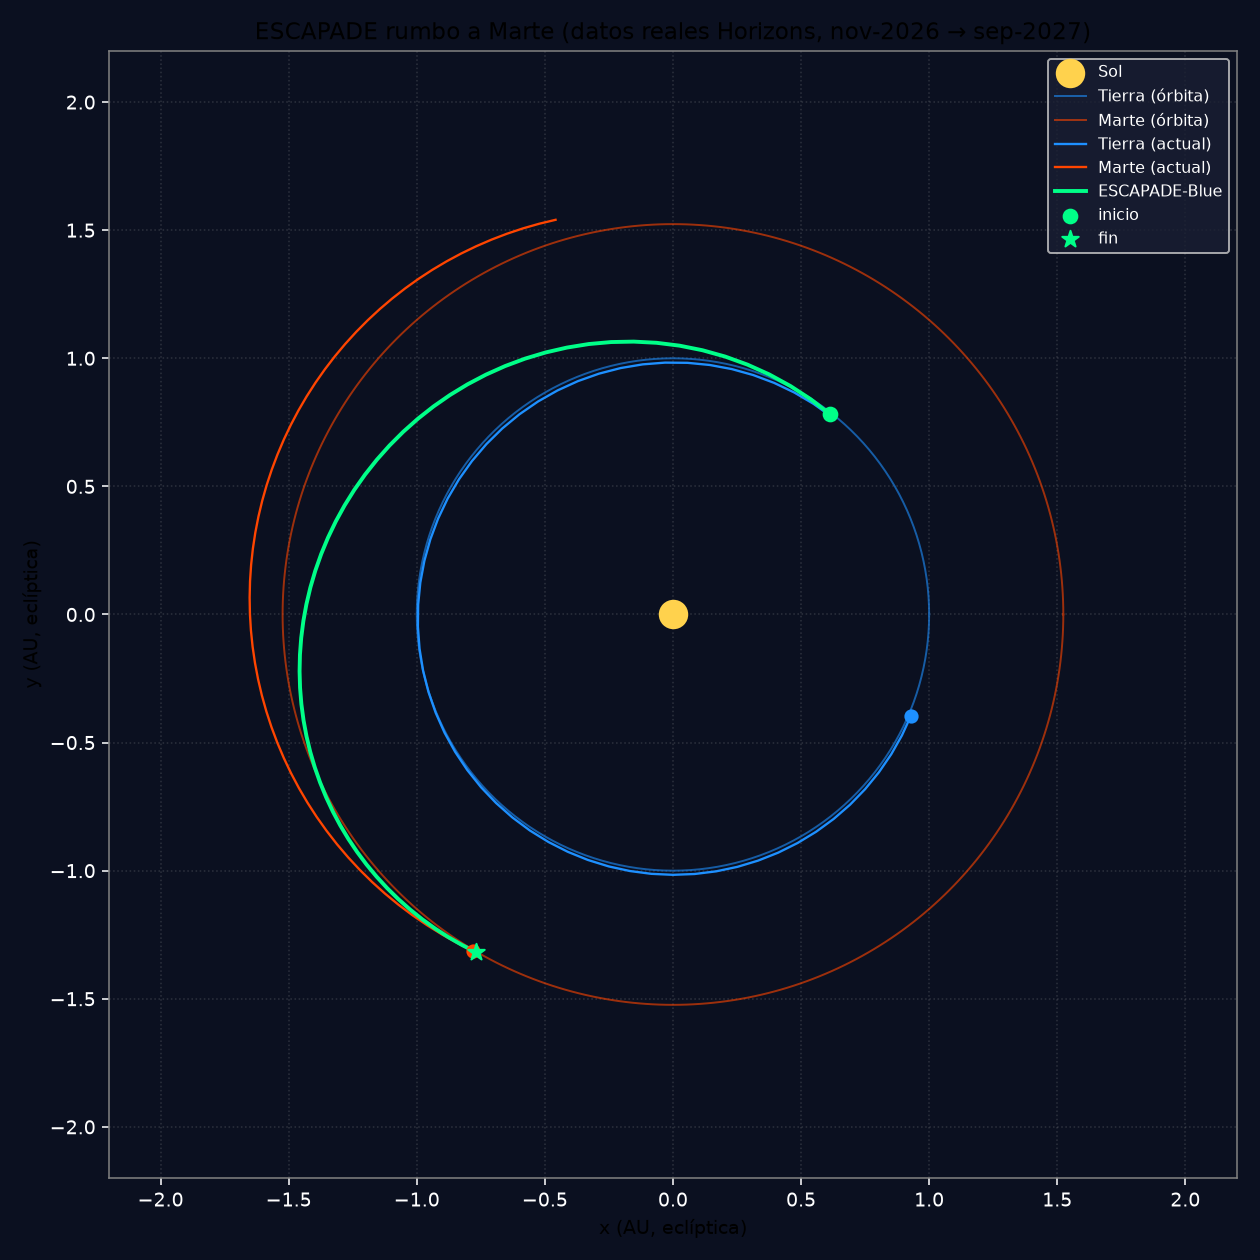 ESCAPADE rumbo a Marte (datos reales Horizons, nov-2026 → sep-2027)
Sol
Tierra (órbita)
Marte (órbita)
Tierra (actual)
Marte (actual)
ESCAPADE-Blue
inicio
fin
y (AU, eclíptica)
2.0
1.5
1.0
0.5
0.0
−0.5
−1.0
−1.5
−2.0
−2.0 −1.5 −1.0 −0.5 0.0 0.5 1.0 1.5 2.0
x (AU, eclíptica)